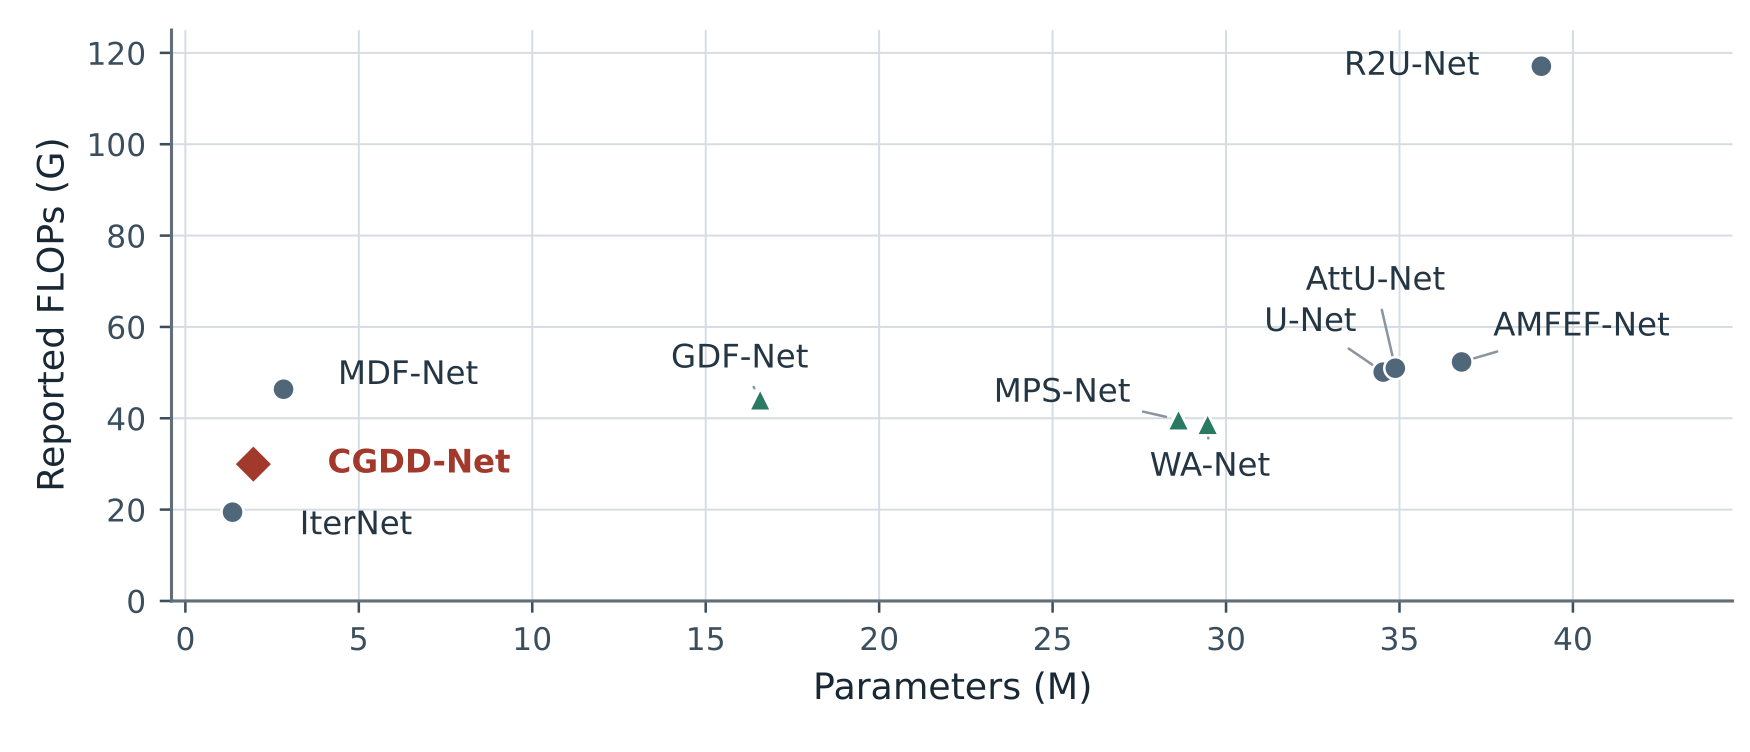 Reported FLOPs (G)
120
100
80
60
40
20
0
R2U-Net
AttU-Net
U-Net
AMFEF-Net
MDF-Net
GDF-Net
MPS-Net
CGDD-Net
WA-Net
IterNet
0 5 10 15 20 25 30 35 40
Parameters (M)